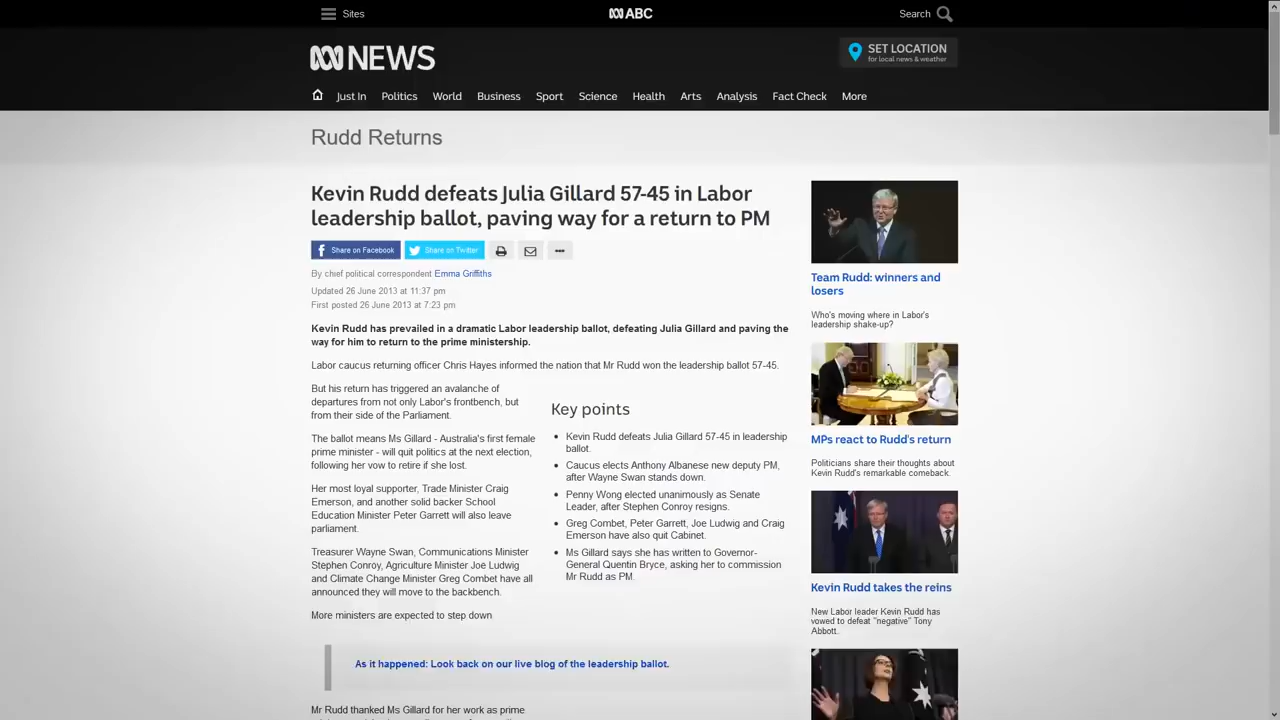 Sites
ABC
Search
NEWS
SET LOCATION
for local news & weather
Just In
Politics
World
Business
Sport
Science
Health
Arts
Analysis
Fact Check
More
Rudd Returns
Kevin Rudd defeats Julia Gillard 57-45 in Labor
leadership ballot, paving way for a return to PM
Share on Facebook
Share on Twitter
By chief political correspondent Emma Griffiths
Updated 26 June 2013 at 11:37 pm
First posted 26 June 2013 at 7:23 pm
Kevin Rudd has prevailed in a dramatic Labor leadership ballot, defeating Julia Gillard and paving the
way for him to return to the prime ministership.
Labor caucus returning officer Chris Hayes informed the nation that Mr Rudd won the leadership ballot 57-45.
But his return has triggered an avalanche of
departures from not only Labor's frontbench, but
from their side of the Parliament.
The ballot means Ms Gillard - Australia's first female
prime minister - will quit politics at the next election,
following her vow to retire if she lost.
Her most loyal supporter, Trade Minister Craig
Emerson, and another solid backer School
Education Minister Peter Garrett will also leave
parliament.
Treasurer Wayne Swan, Communications Minister
Stephen Conroy, Agriculture Minister Joe Ludwig
and Climate Change Minister Greg Combet have all
announced they will move to the backbench.
More ministers are expected to step down
Key points
Kevin Rudd defeats Julia Gillard 57-45 in leadership
ballot.
Caucus elects Anthony Albanese new deputy PM,
after Wayne Swan stands down.
Penny Wong elected unanimously as Senate
Leader, after Stephen Conroy resigns.
Greg Combet, Peter Garrett, Joe Ludwig and Craig
Emerson have also quit Cabinet.
Ms Gillard says she has written to Governor-
General Quentin Bryce, asking her to commission
Mr Rudd as PM.
As it happened: Look back on our live blog of the leadership ballot.
Mr Rudd thanked Ms Gillard for her work as prime
Team Rudd: winners and
losers
Who's moving where in Labor's
leadership shake-up?
MPs react to Rudd's return
Politicians share their thoughts about
Kevin Rudd's remarkable comeback.
Kevin Rudd takes the reins
New Labor leader Kevin Rudd has
vowed to defeat "negative" Tony
Abbott.